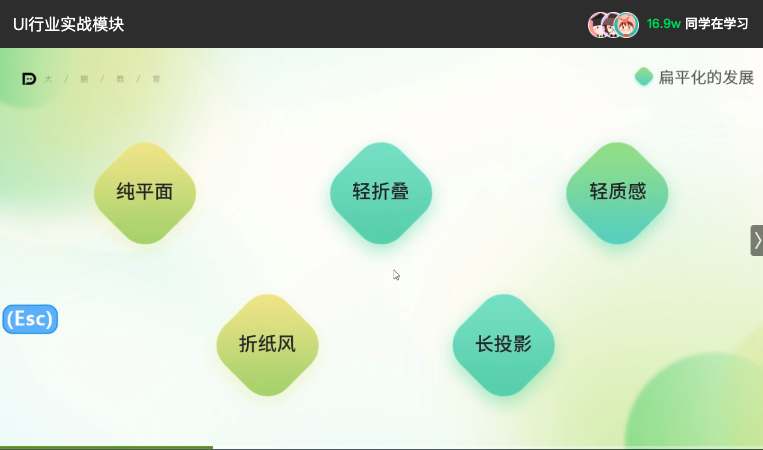 UI行业实战模块
16.9w 同学在学习
大 / 鹏 / 教 / 育
扁平化的发展
纯平面
轻折叠
轻质感
(Esc)
折纸风
长投影